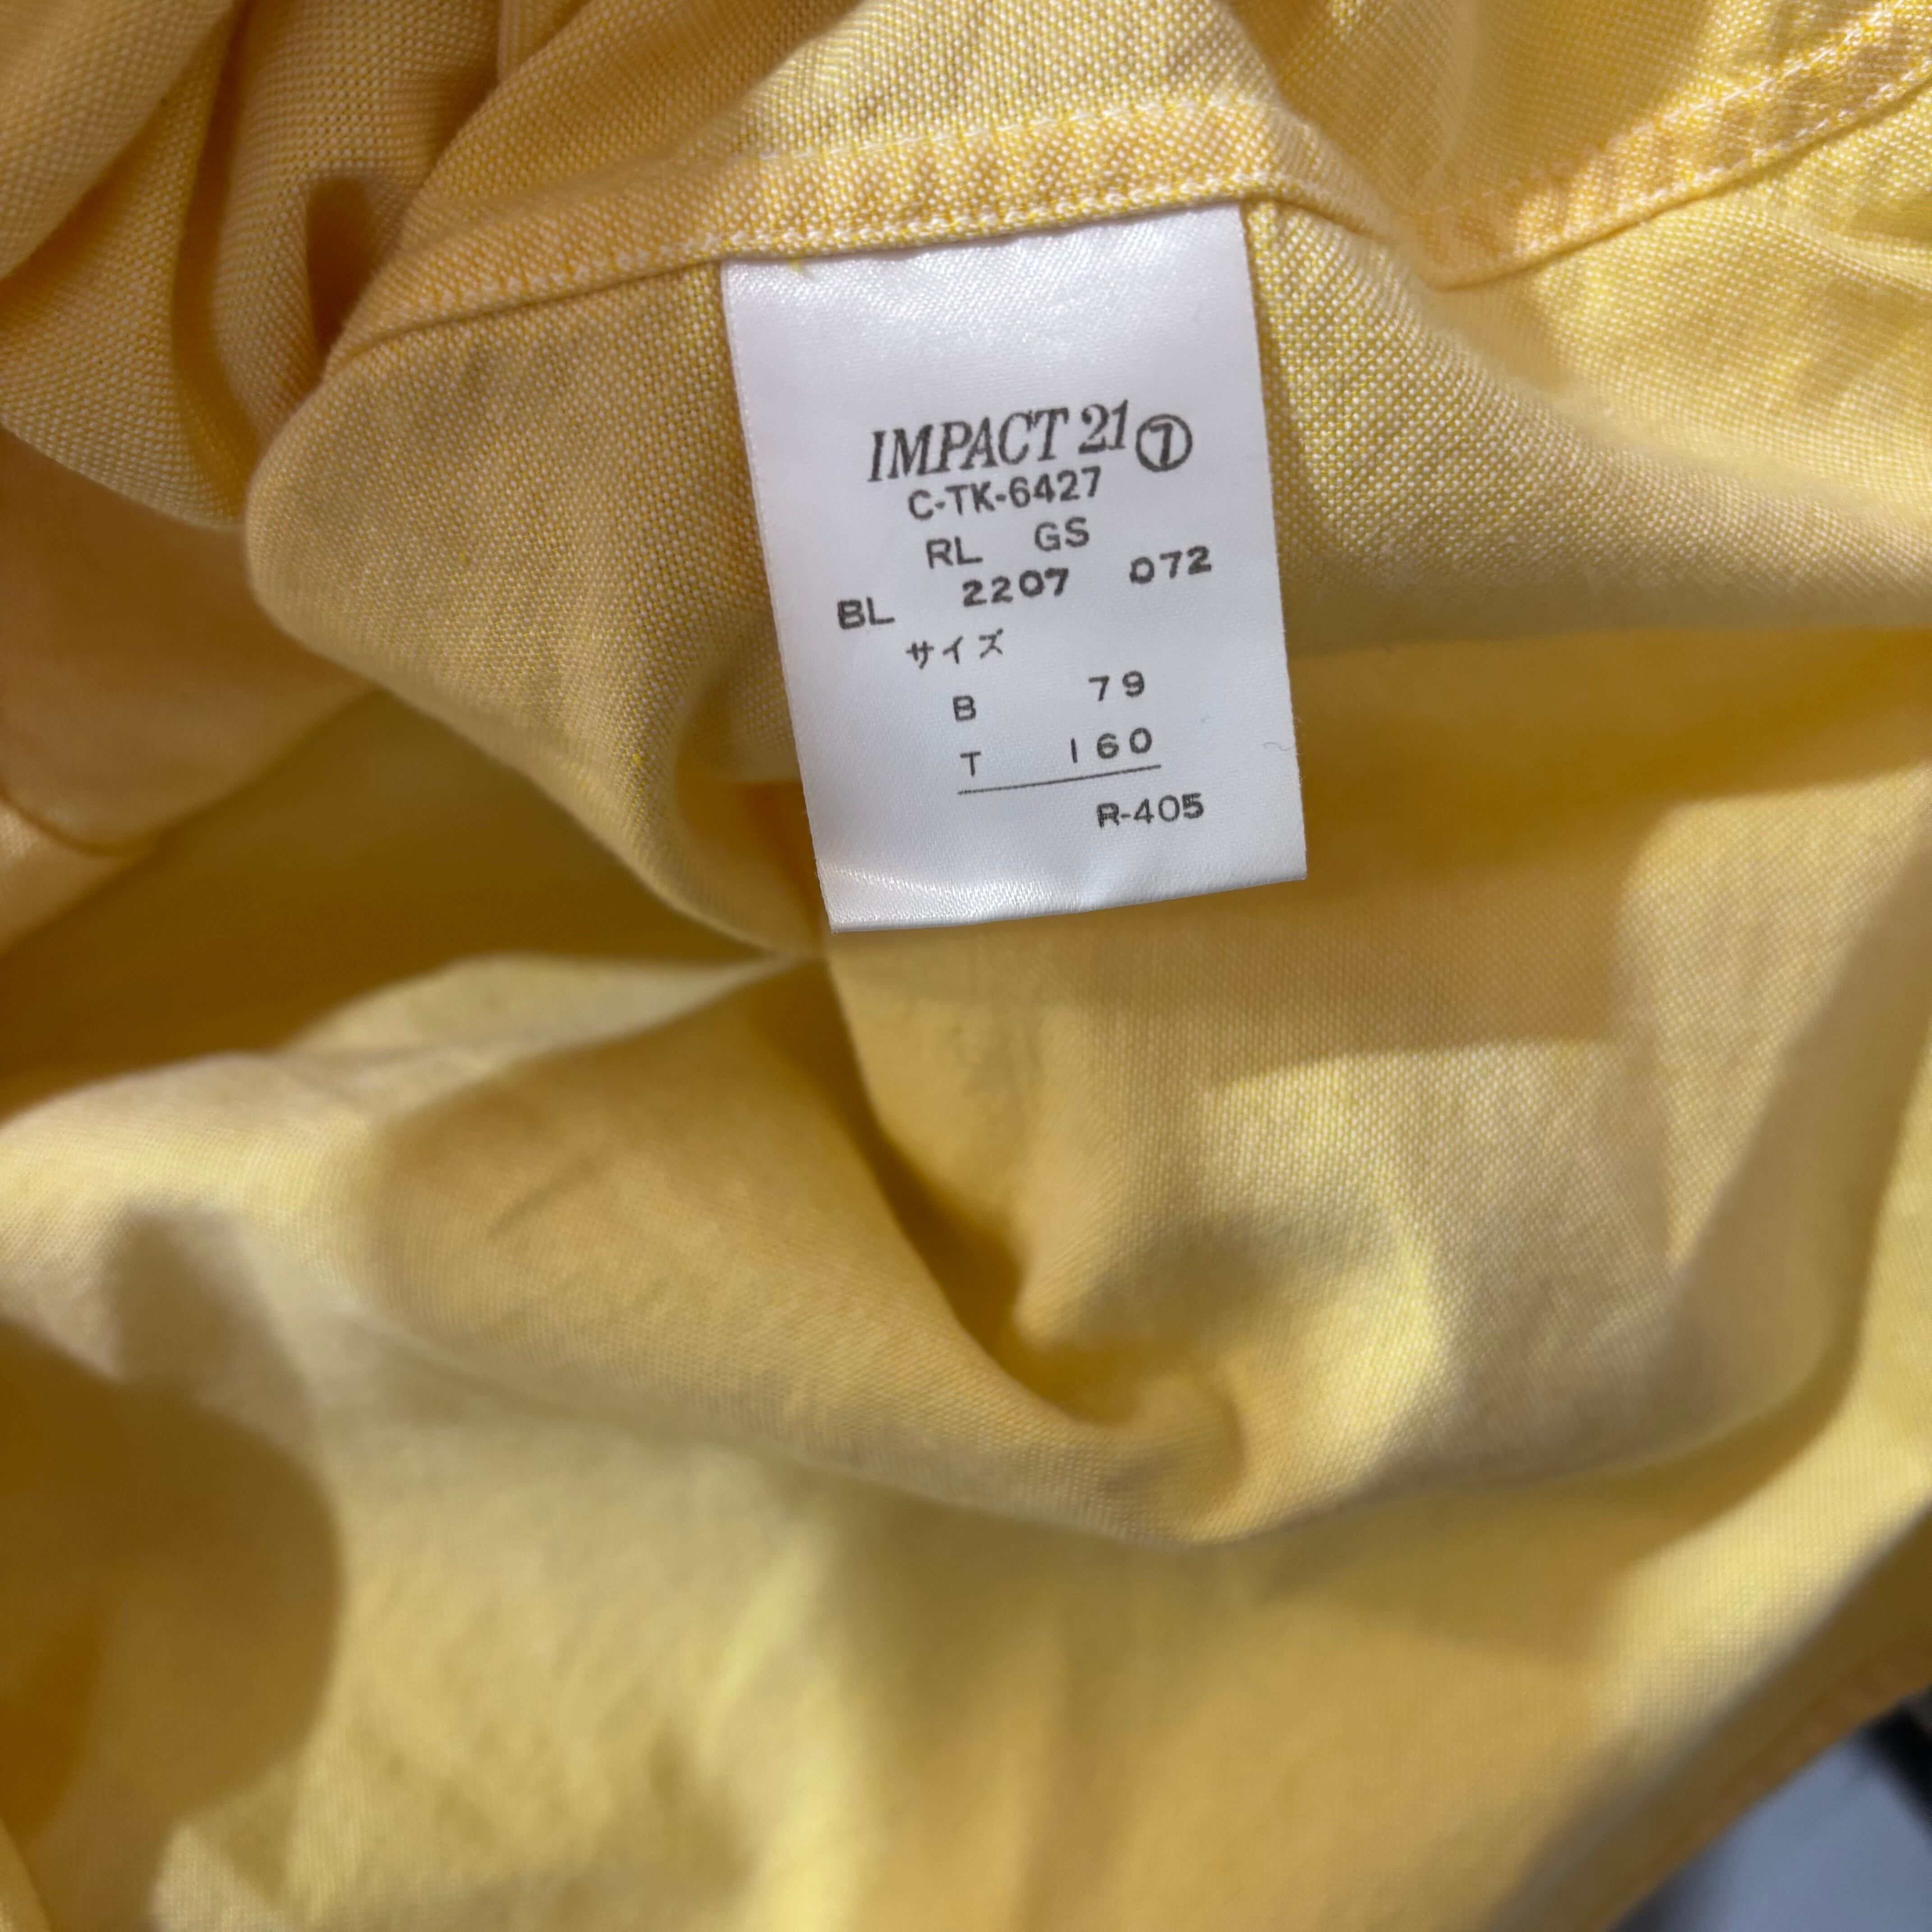 IMPACT 21 ⑦
C-TK-6427
RL GS
BL 2207 072
サイズ
B 79
T 160
R-405